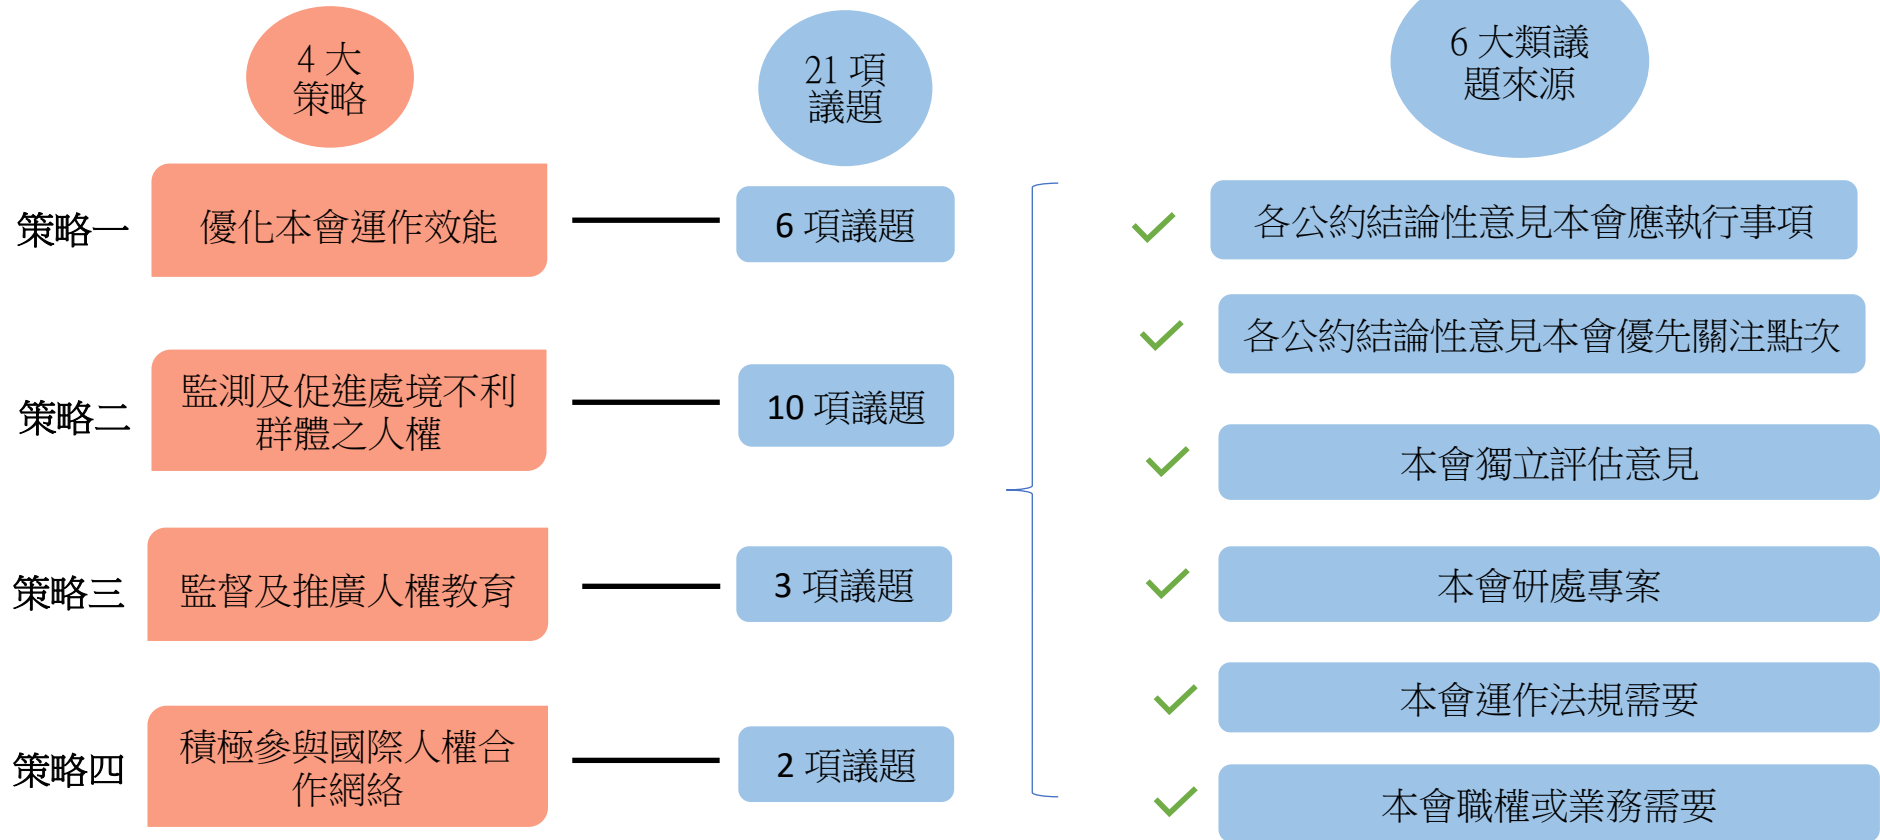 4 大
策略
21 項
議題
6 大類議
題來源
策略一
優化本會運作效能
6 項議題
策略二
監測及促進處境不利
群體之人權
10 項議題
策略三
監督及推廣人權教育
3 項議題
策略四
積極參與國際人權合
作網絡
2 項議題
各公約結論性意見本會應執行事項
各公約結論性意見本會優先關注點次
本會獨立評估意見
本會研處專案
本會運作法規需要
本會職權或業務需要